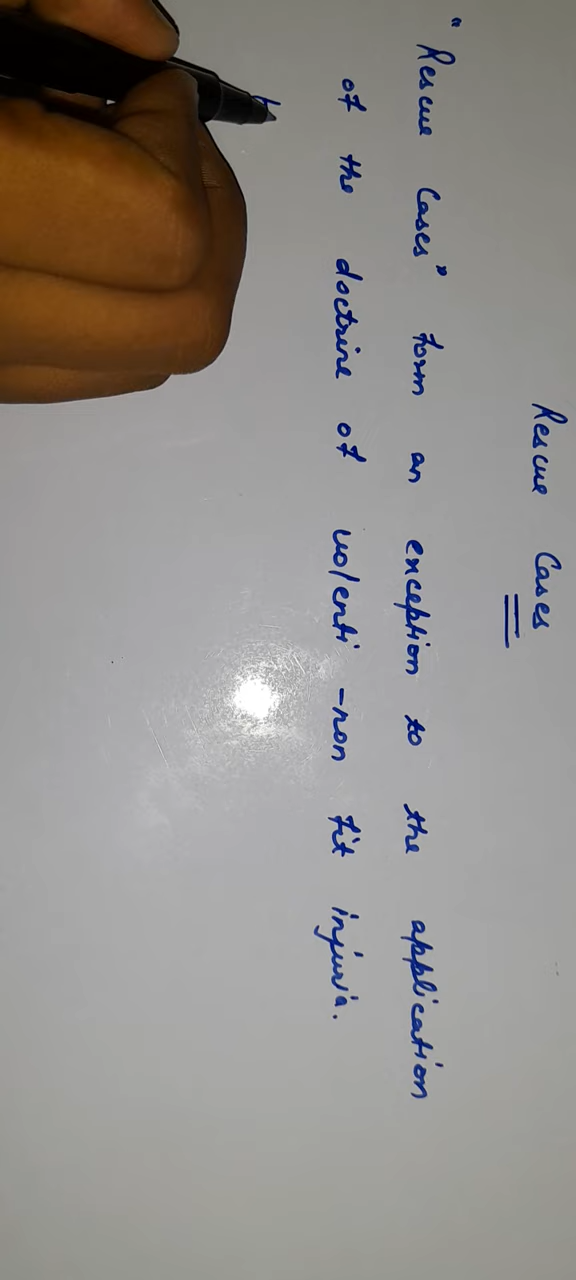 Rescue Cases
"Rescue Cases" form an exception to the application
of the doctrine of volenti -non fit injuria.